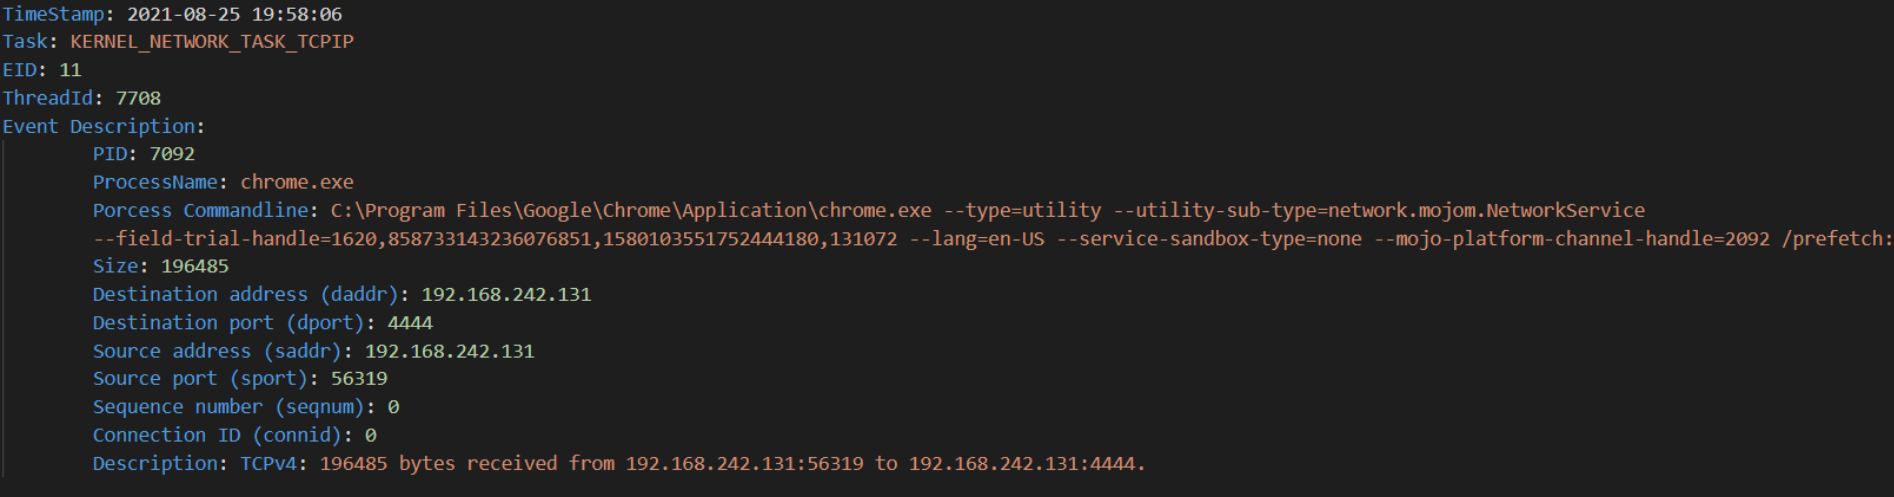 TimeStamp: 2021-08-25 19:58:06
Task: KERNEL_NETWORK_TASK_TCPIP
EID: 11
ThreadId: 7708
Event Description:
PID: 7092
ProcessName: chrome.exe
Porcess Commandline: C:\Program Files\Google\Chrome\Application\chrome.exe --type=utility --utility-sub-type=network.mojom.NetworkService
--field-trial-handle=1620,858733143236076851,1580103551752444180,131072 --lang=en-US --service-sandbox-type=none --mojo-platform-channel-handle=2092 /prefetch:
Size: 196485
Destination address (daddr): 192.168.242.131
Destination port (dport): 4444
Source address (saddr): 192.168.242.131
Source port (sport): 56319
Sequence number (seqnum): 0
Connection ID (connid): 0
Description: TCPv4: 196485 bytes received from 192.168.242.131:56319 to 192.168.242.131:4444.